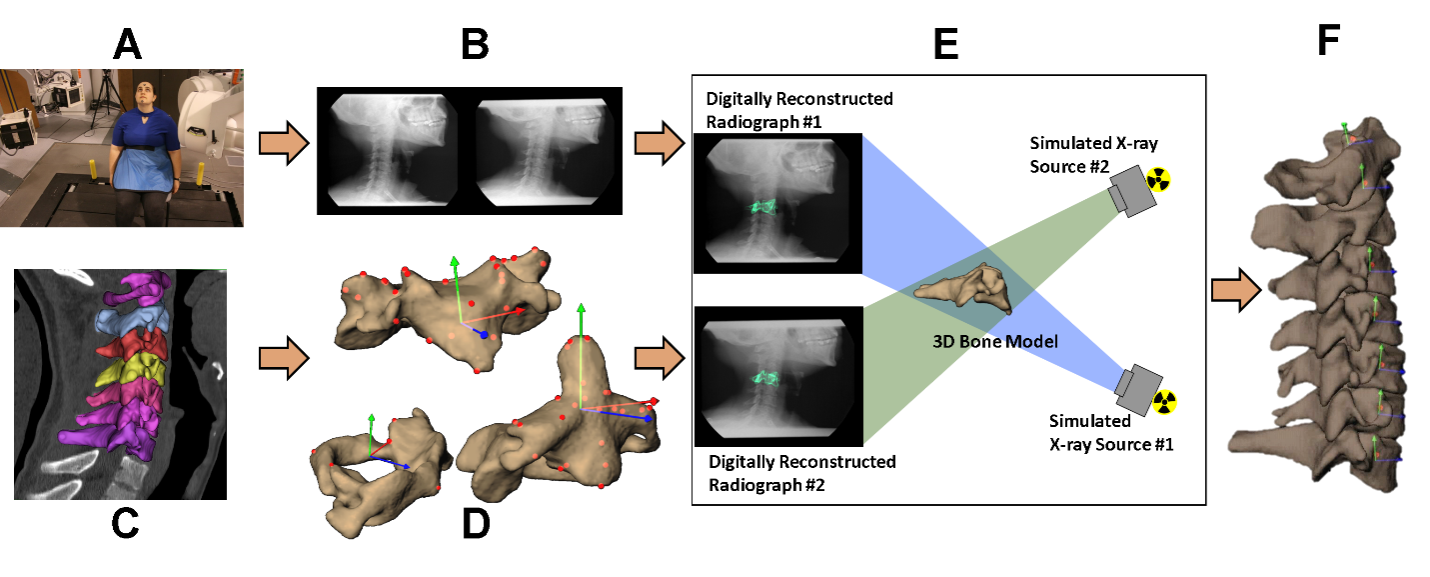 A
B
E
F
Digitally Reconstructed
Radiograph #1
Simulated X-ray
Source #2
3D Bone Model
Simulated
X-ray Source #1
Digitally Reconstructed
Radiograph #2
C
D